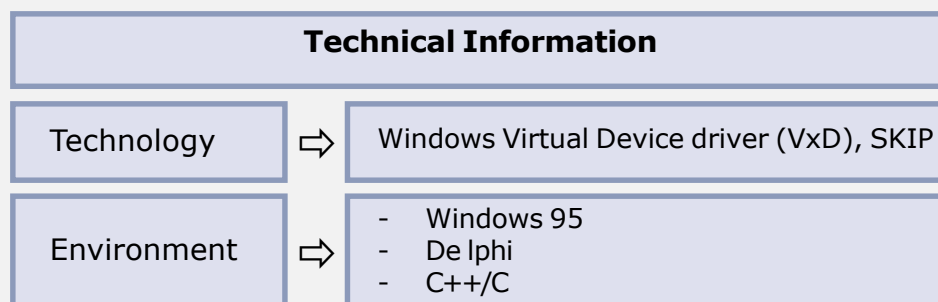 Technical Information
Technology
Windows Virtual Device driver (VxD), SKIP
Environment
- Windows 95
- De lphi
- C++/C